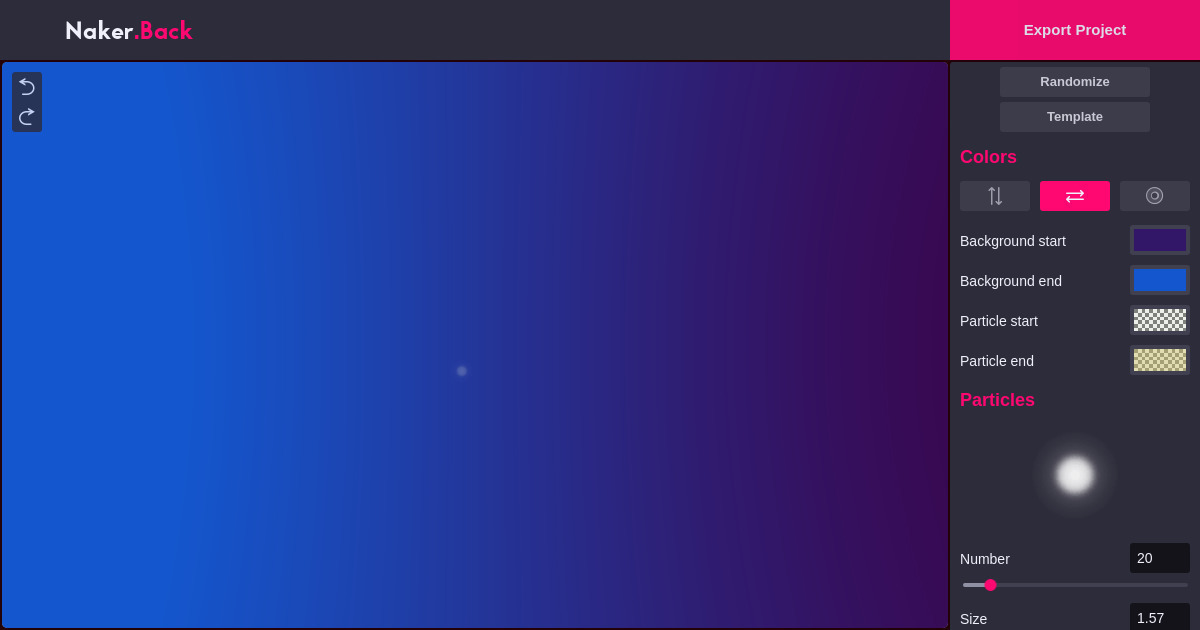 Naker.Back
Export Project
Randomize
Template
Colors
Background start
Background end
Particle start
Particle end
Particles
Number 20
Size 1.57